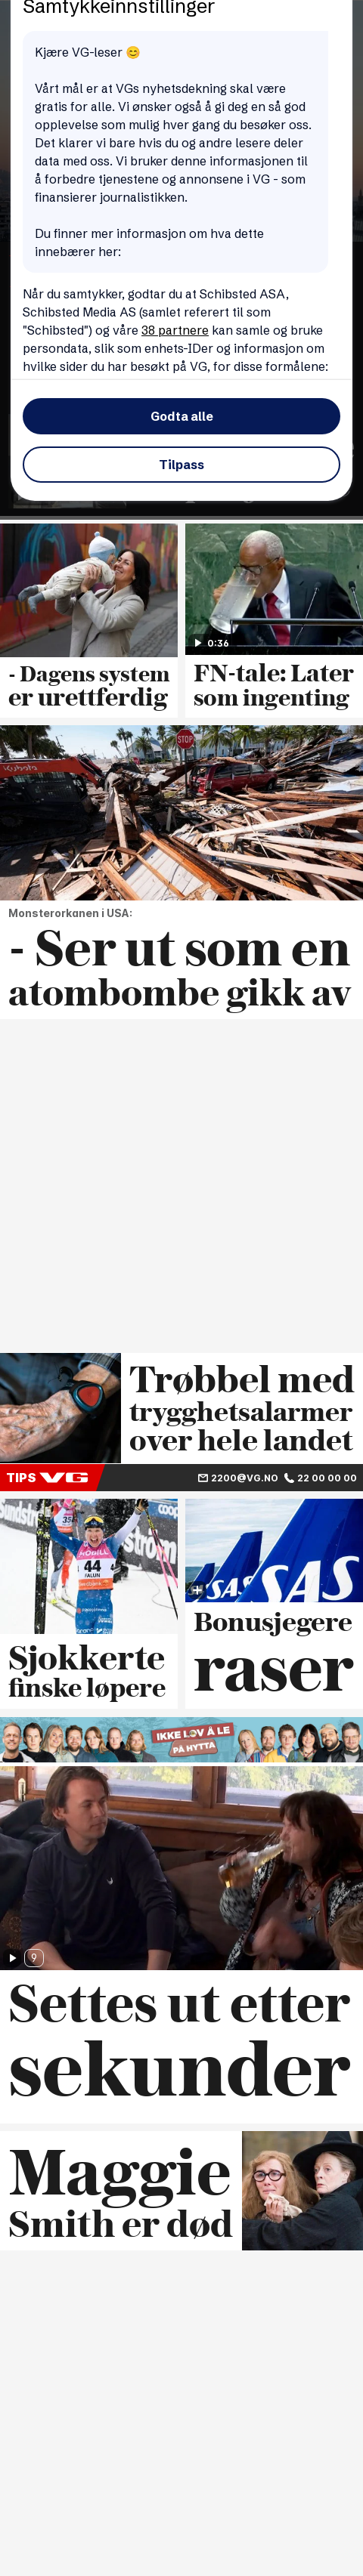 Samtykkeinnstillinger
Kjære VG-leser 😊
Vårt mål er at VGs nyhetsdekning skal være
gratis for alle. Vi ønsker også å gi deg en så god
opplevelse som mulig hver gang du besøker oss.
Det klarer vi bare hvis du og andre lesere deler
data med oss. Vi bruker denne informasjonen til
å forbedre tjenestene og annonsene i VG - som
finansierer journalistikken.
Du finner mer informasjon om hva dette
innebærer her:
Når du samtykker, godtar du at Schibsted ASA,
Schibsted Media AS (samlet referert til som
"Schibsted") og våre 38 partnere kan samle og bruke
persondata, slik som enhets-IDer og informasjon om
hvilke sider du har besøkt på VG, for disse formålene:
Godta alle
Tilpass
- Dagens system
er urettferdig
0:36
FN-tale: Later
som ingenting
STOP
Kubota
Monsterorkanen i USA:
- Ser ut som en
atombombe gikk av
Trøbbel med
trygghetsalarmer
over hele landet
TIPS VG
2200@VG.NO 22 00 00 00
44
FALUN
coop
Sjokkerte
finske løpere
SAS
SAS
Bonusjegere
raser
IKKE LOV Å LE
PÅ HYTTA
9
Settes ut etter
sekunder
Maggie
Smith er død